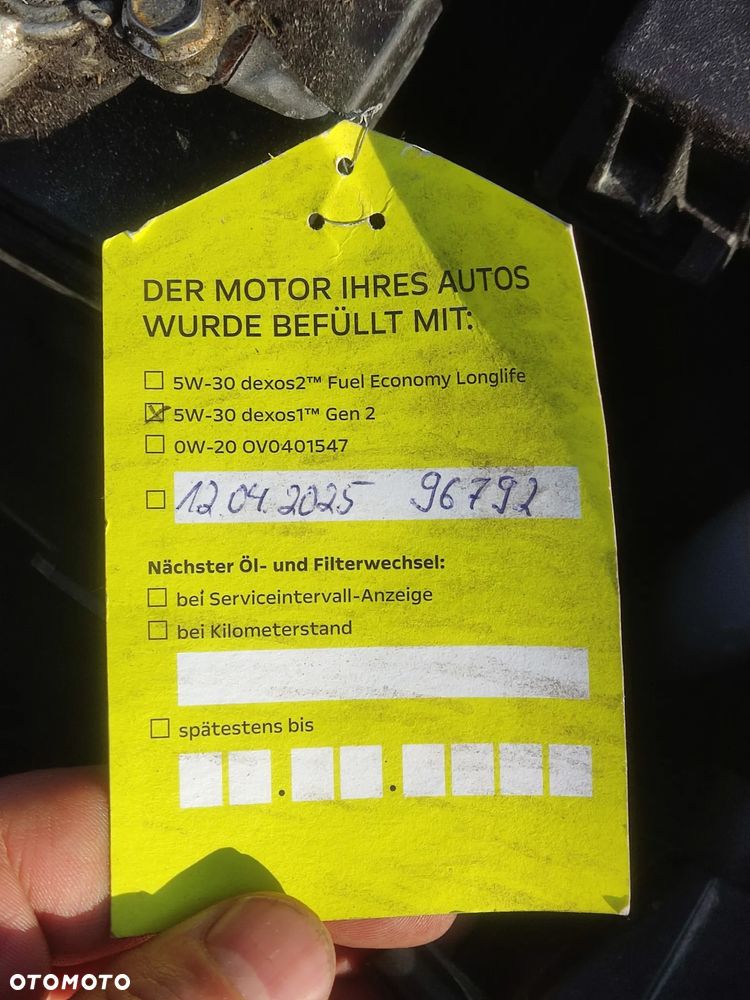 DER MOTOR IHRES AUTOS
WURDE BEFÜLLT MIT:
5W-30 dexos2™ Fuel Economy Longlife
5W-30 dexos1™ Gen 2
0W-20 OV0401547
12.04.2025 96792
Nächster Öl- und Filterwechsel:
bei Serviceintervall-Anzeige
bei Kilometerstand
spätestens bis
OTOMOTO